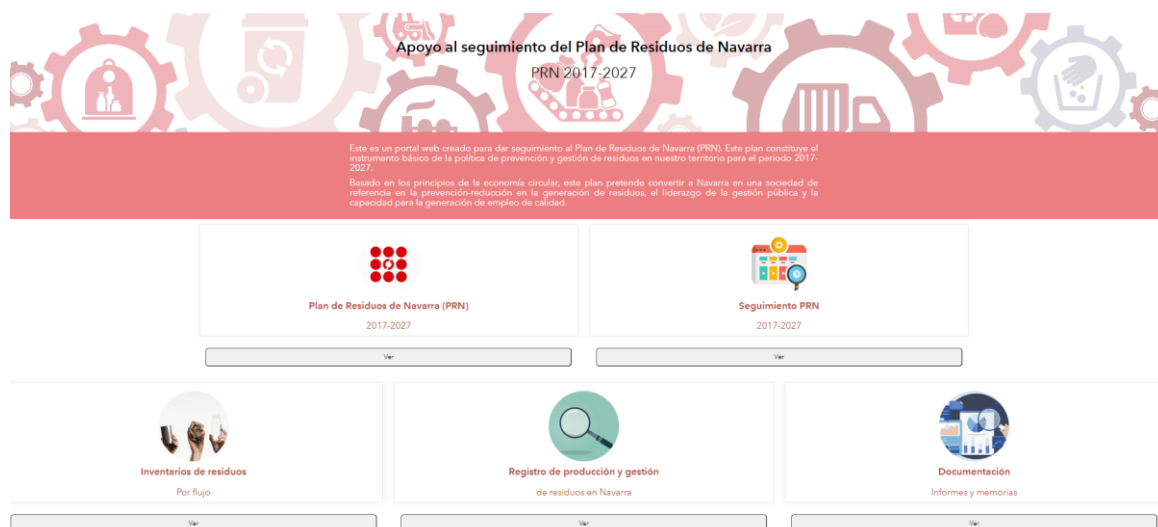 Apoyo al seguimiento del Plan de Residuos de Navarra
PRN 2017-2027
Este es un portal web creado para dar seguimiento al Plan de Residuos de Navarra (PRN). Este plan constituye el
instrumento básico de la política de prevención y gestión de residuos en nuestro territorio para el periodo 2017-
2027.
Basado en los principios de la economía circular, este plan pretende convertir a Navarra en una sociedad de
referencia en la prevención-reducción en la generación de residuos, el liderazgo de la gestión pública y la
capacidad para la generación de empleo de calidad.
Plan de Residuos de Navarra (PRN)
2017-2027
Ver
Seguimiento PRN
2017-2027
Ver
Inventarios de residuos
Por flujo
Ver
Registro de producción y gestión
de residuos en Navarra
Ver
Documentación
Informes y memorias
Ver